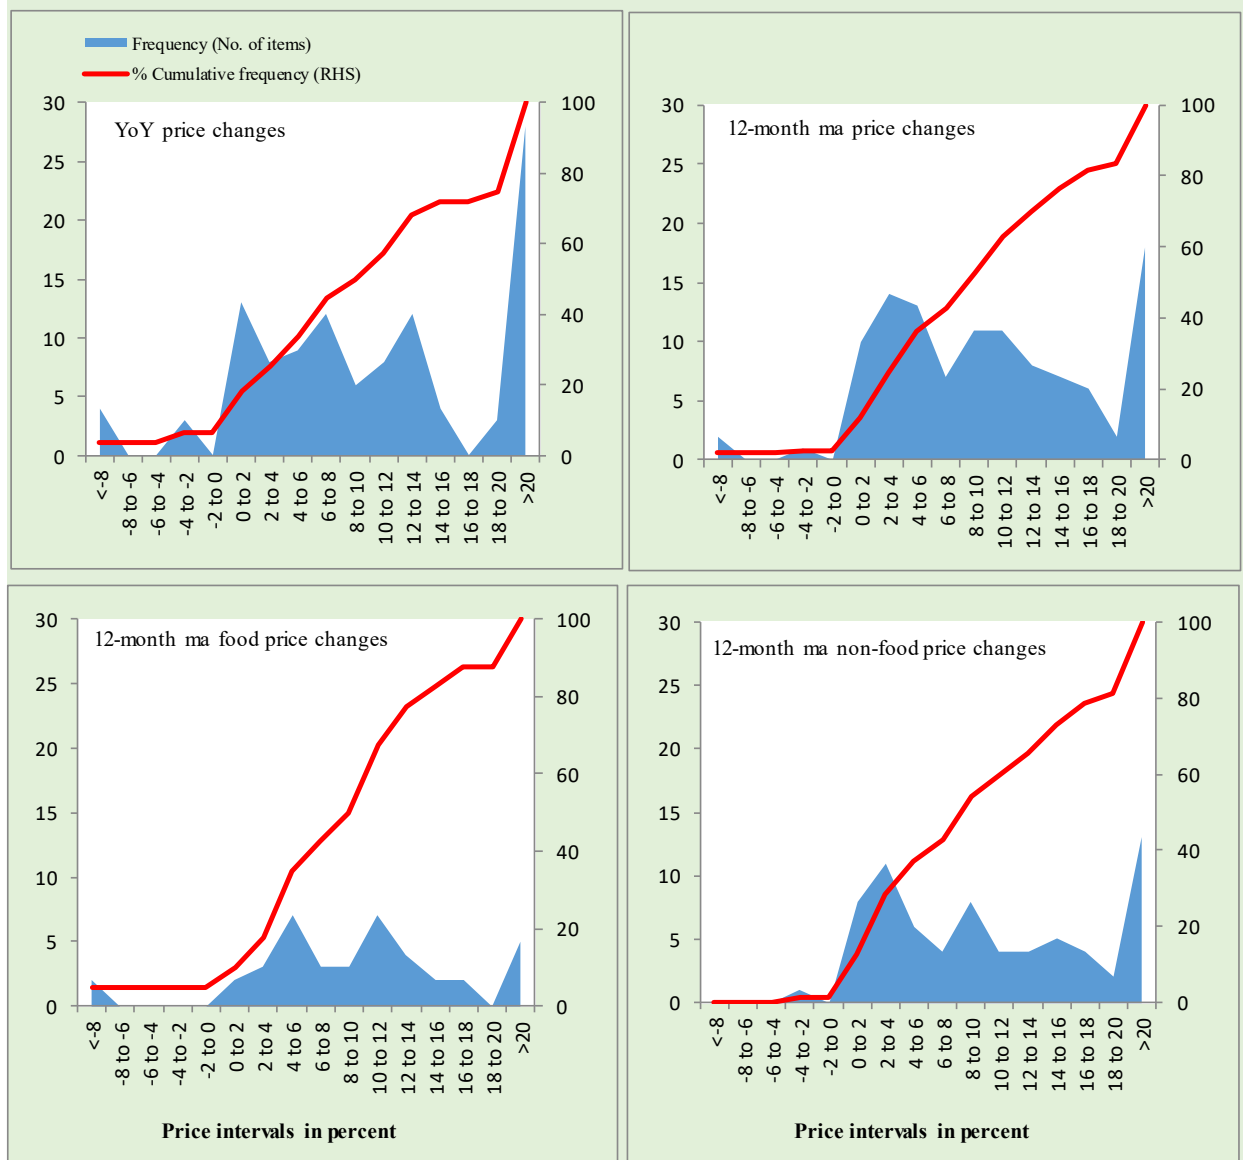 Frequency (No. of items)
% Cumulative frequency (RHS)
YoY price changes
30
25
20
15
10
5
0
100
80
60
40
20
0
<-8
-8 to -6
-6 to -4
-4 to -2
-2 to 0
0 to 2
2 to 4
4 to 6
6 to 8
8 to 10
10 to 12
12 to 14
14 to 16
16 to 18
18 to 20
>20
12-month ma price changes
30
25
20
15
10
5
0
100
80
60
40
20
0
<-8
-8 to -6
-6 to -4
-4 to -2
-2 to 0
0 to 2
2 to 4
4 to 6
6 to 8
8 to 10
10 to 12
12 to 14
14 to 16
16 to 18
18 to 20
>20
12-month ma food price changes
30
25
20
15
10
5
0
100
80
60
40
20
0
<-8
-8 to -6
-6 to -4
-4 to -2
-2 to 0
0 to 2
2 to 4
4 to 6
6 to 8
8 to 10
10 to 12
12 to 14
14 to 16
16 to 18
18 to 20
>20
Price intervals in percent
12-month ma non-food price changes
30
25
20
15
10
5
0
100
80
60
40
20
0
<-8
-8 to -6
-6 to -4
-4 to -2
-2 to 0
0 to 2
2 to 4
4 to 6
6 to 8
8 to 10
10 to 12
12 to 14
14 to 16
16 to 18
18 to 20
>20
Price intervals in percent